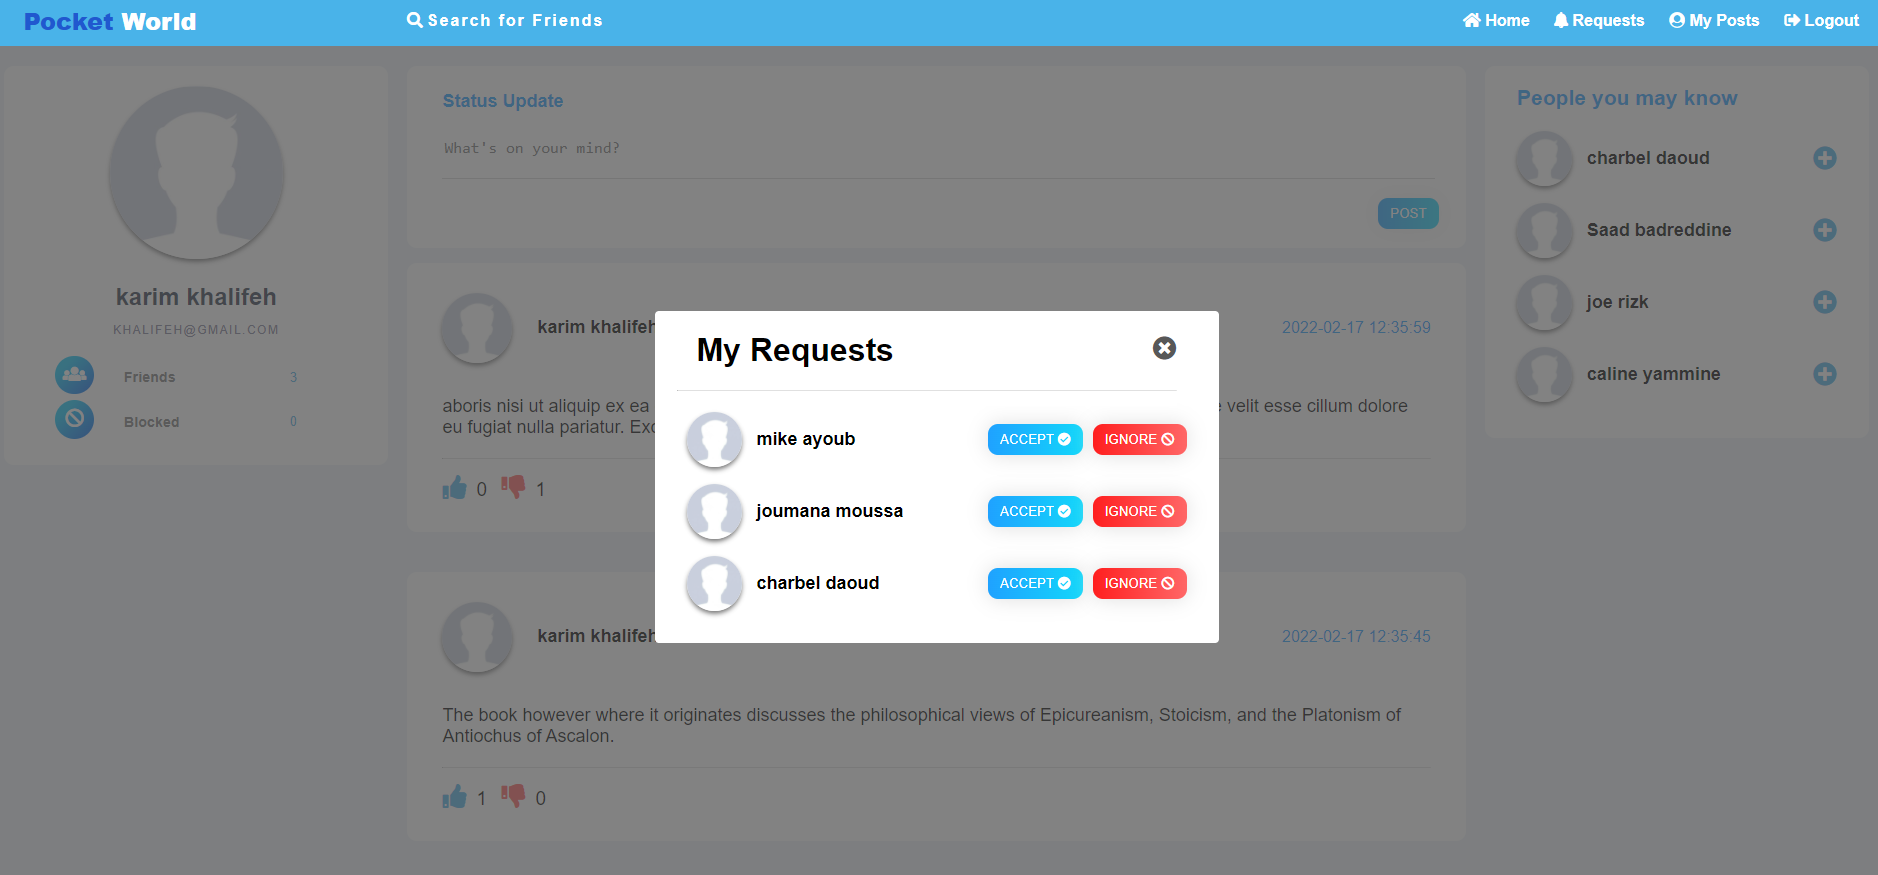 Pocket World
Search for Friends
Home
Requests
My Posts
Logout
karim khalifeh
KHALIFEH@GMAIL.COM
Friends 3
Blocked 0
Status Update
What's on your mind?
POST
karim khalifeh
2022-02-17 12:35:59
aboris nisi ut aliquip ex ea
velit esse cillum dolore
eu fugiat nulla pariatur.
0 1
karim khalifeh
2022-02-17 12:35:45
The book however where it originates discusses the philosophical views of Epicureanism, Stoicism, and the Platonism of
Antiochus of Ascalon.
1 0
My Requests
mike ayoub ACCEPT IGNORE
joumana moussa ACCEPT IGNORE
charbel daoud ACCEPT IGNORE
People you may know
charbel daoud
Saad badreddine
joe rizk
caline yammine